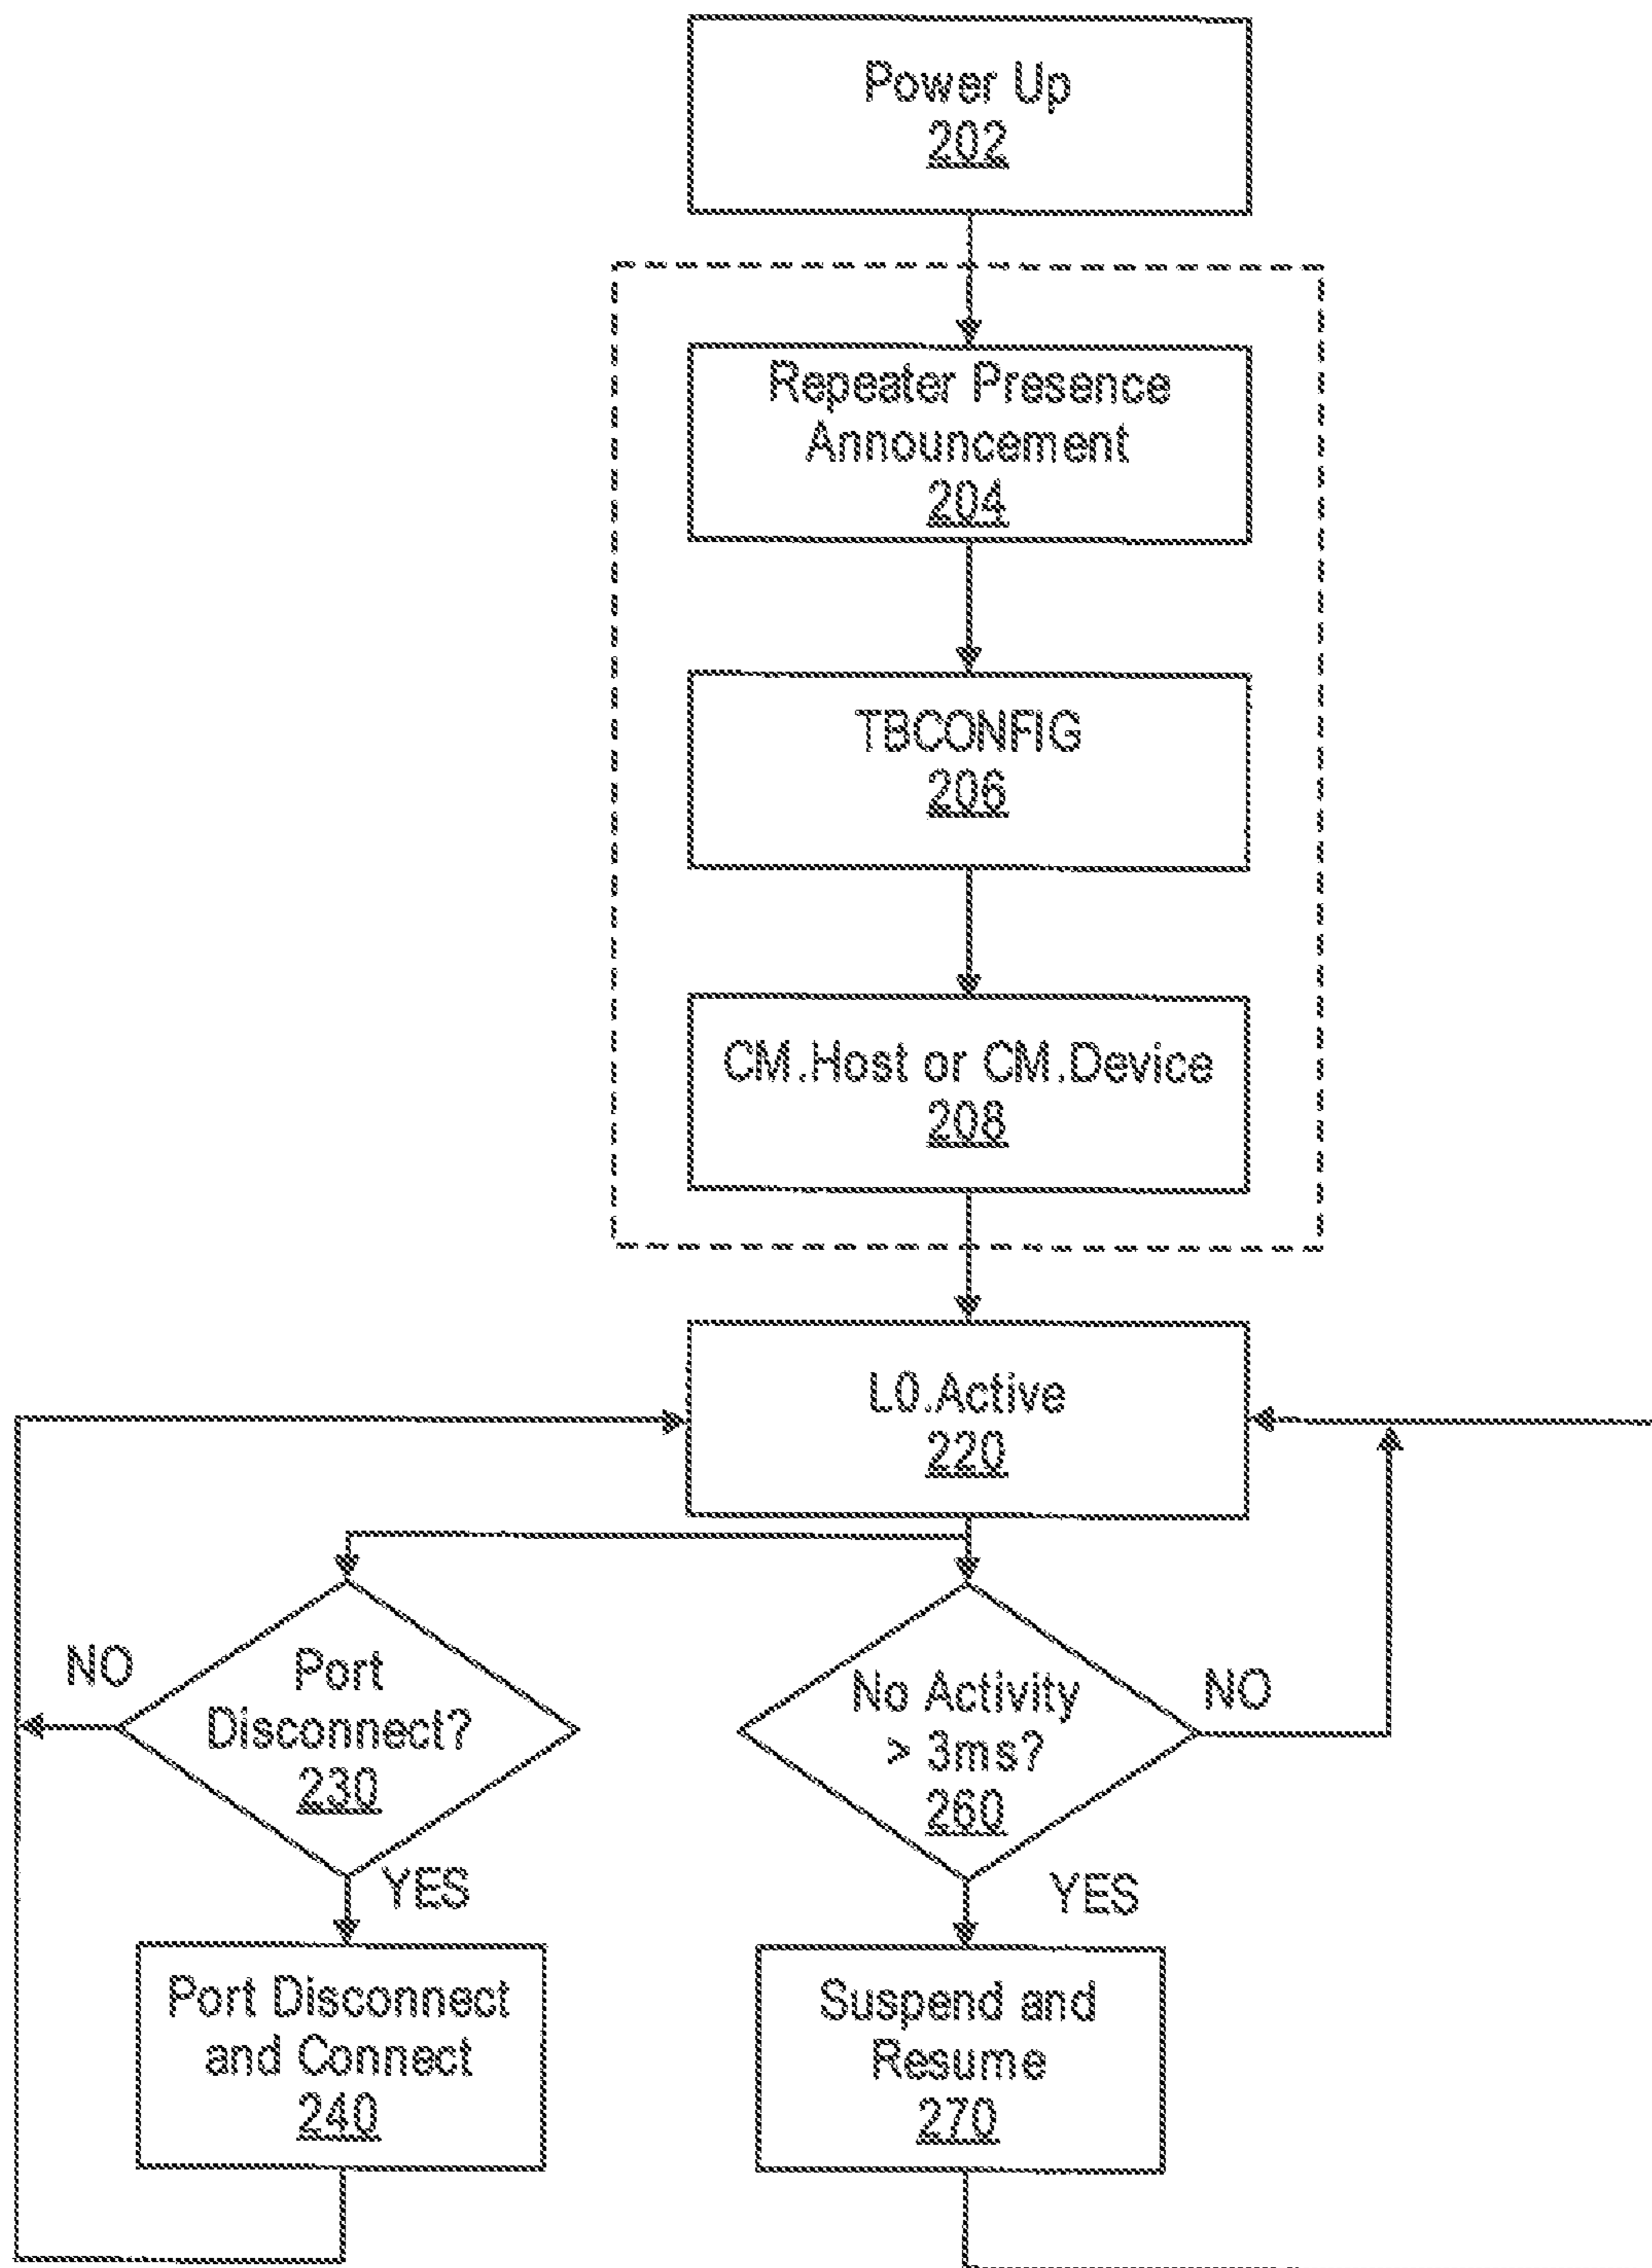 Power Up
202
Repeater Presence
Announcement
204
TBCONFIG
206
CM.Host or CM.Device
208
L0.Active
220
NO
Port
Disconnect?
230
YES
No Activity
> 3ms?
260
NO
YES
Port Disconnect
and Connect
240
Suspend and
Resume
270